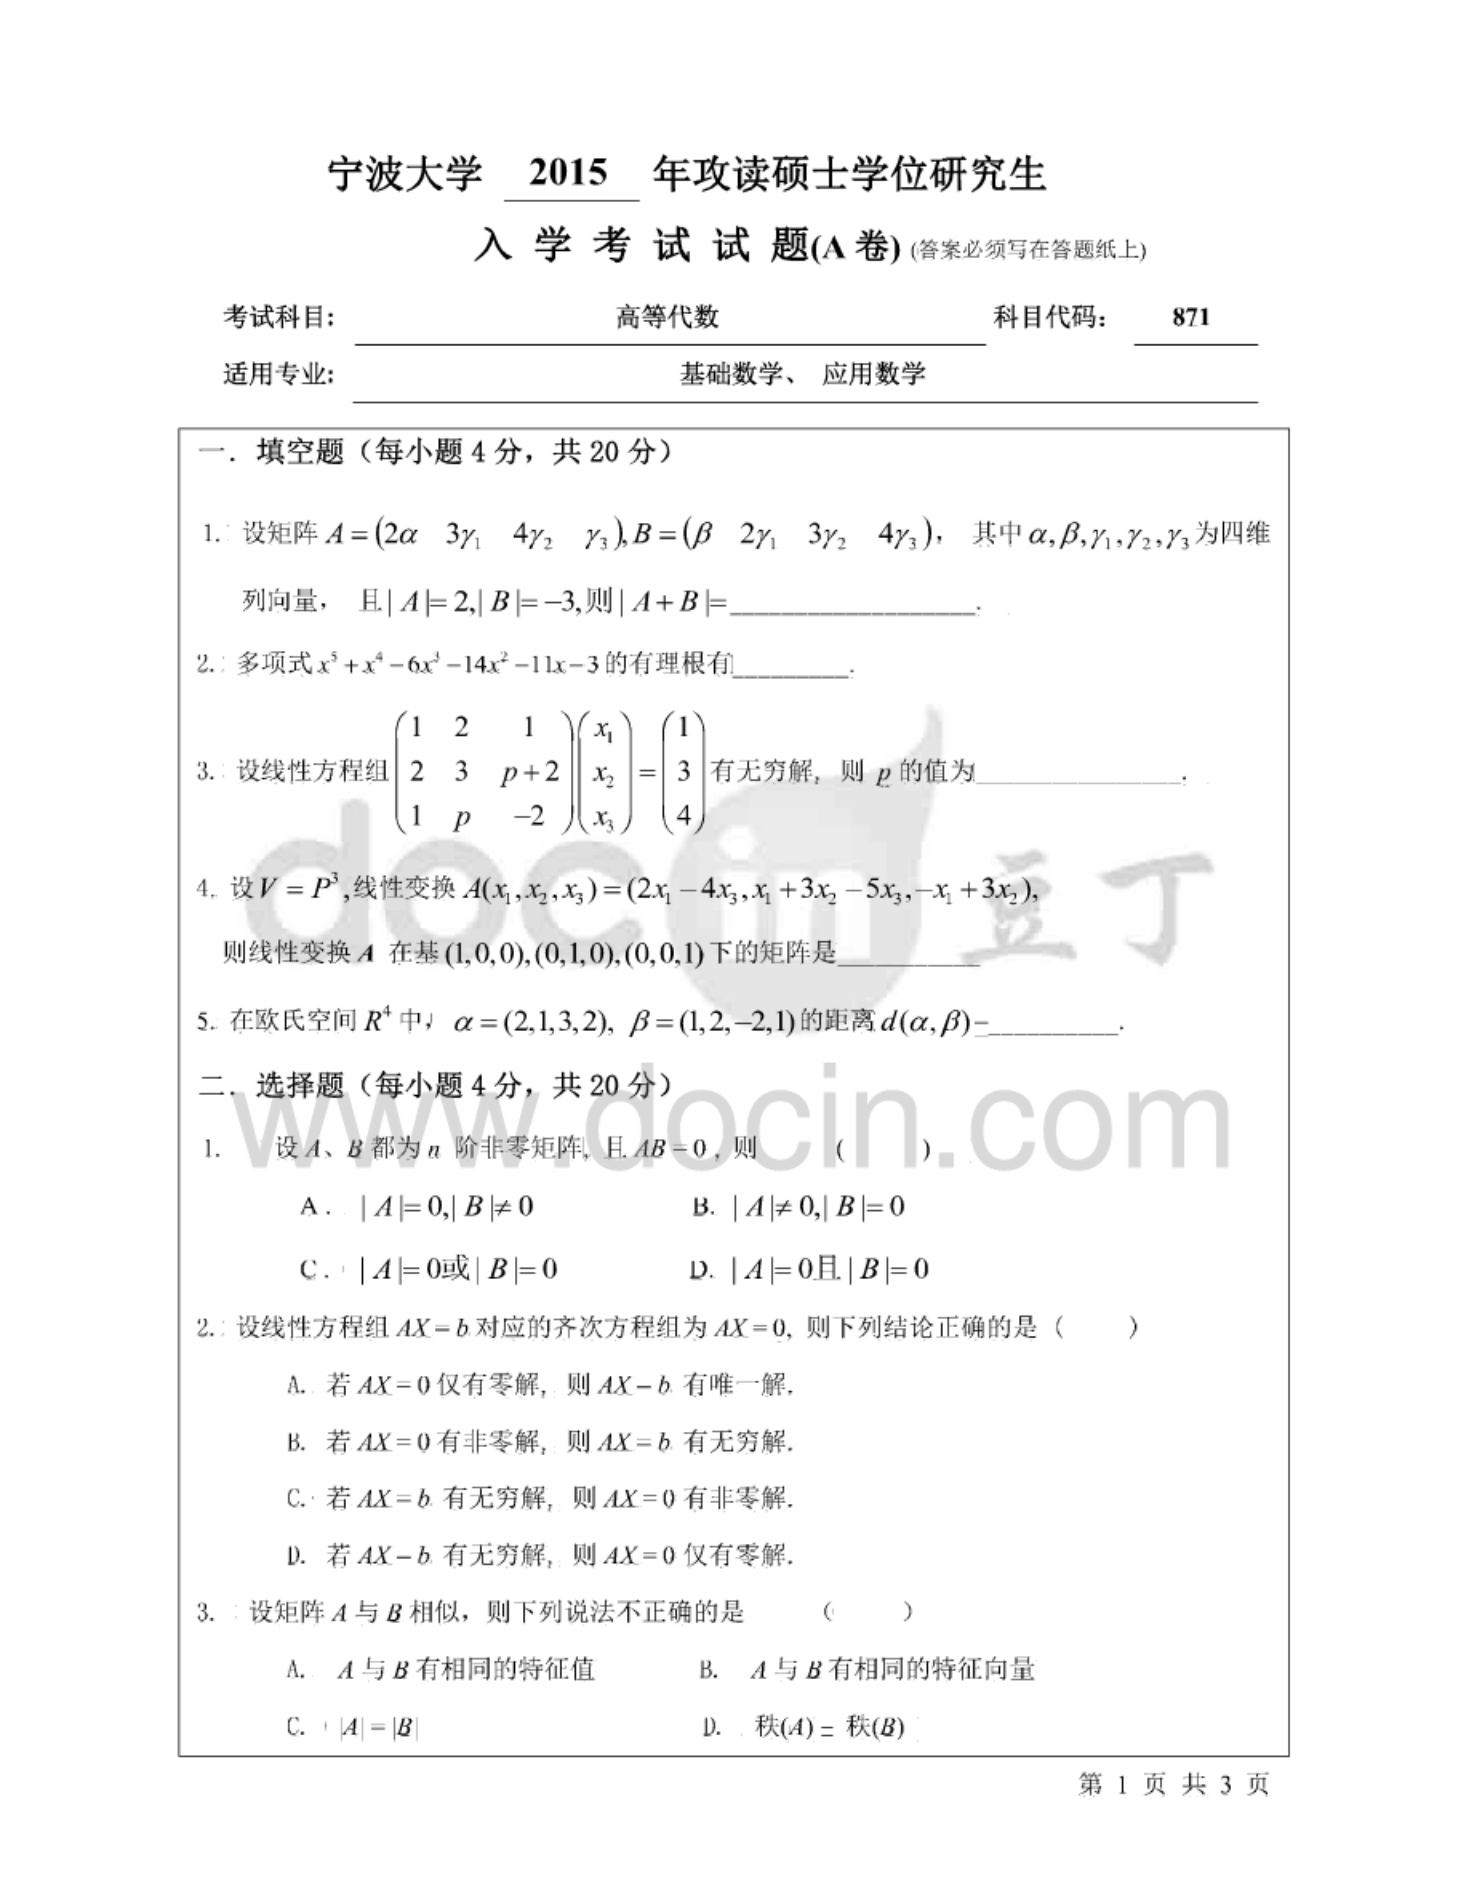 宁波大学 2015 年攻读硕士学位研究生
入 学 考 试 试 题(A 卷) (答案必须写在答题纸上)
考试科目: 高等代数 科目代码: 871
适用专业: 基础数学、 应用数学
一. 填空题（每小题 4 分，共 20 分）
1. 设矩阵 A = (2α 3γ₁ 4γ₂ γ₃), B = (β 2γ₁ 3γ₂ 4γ₃)， 其中 α, β, γ₁, γ₂, γ₃ 为四维
列向量， 且| A |= 2,| B |= −3,则| A + B |=____________.
2. 多项式 x⁵ + x⁴ − 6x³ − 14x² − 11x − 3 的有理根有________.
3. 设线性方程组 (1 2 1; 2 3 p+2; 1 p −2)(x₁; x₂; x₃) = (1; 3; 4) 有无穷解，则 p 的值为____________.
4. 设 V = P³ ,线性变换 A(x₁, x₂, x₃) = (2x₁ − 4x₃, x₁ + 3x₂ − 5x₃, −x₁ + 3x₂),
则线性变换 A 在基 (1,0,0),(0,1,0),(0,0,1) 下的矩阵是__________
5. 在欧氏空间 R⁴ 中， α = (2,1,3,2), β = (1,2,−2,1) 的距离 d(α, β) = __________.
二. 选择题（每小题 4 分，共 20 分）
1. 设 A、B 都为 n 阶非零矩阵, 且 AB = 0 , 则 ( )
A. | A |= 0,| B |≠ 0 B. | A |≠ 0,| B |= 0
C. | A |= 0或| B |= 0 D. | A |= 0且| B |= 0
2. 设线性方程组 AX = b 对应的齐次方程组为 AX = 0, 则下列结论正确的是 ( )
A. 若 AX = 0 仅有零解, 则 AX = b 有唯一解.
B. 若 AX = 0 有非零解, 则 AX = b 有无穷解.
C. 若 AX = b 有无穷解, 则 AX = 0 有非零解.
D. 若 AX = b 有无穷解, 则 AX = 0 仅有零解.
3. 设矩阵 A 与 B 相似，则下列说法不正确的是 ( )
A. A 与 B 有相同的特征值 B. A 与 B 有相同的特征向量
C. |A| = |B| D. 秩(A) = 秩(B)
第 1 页 共 3 页
docin 豆丁
www.docin.com